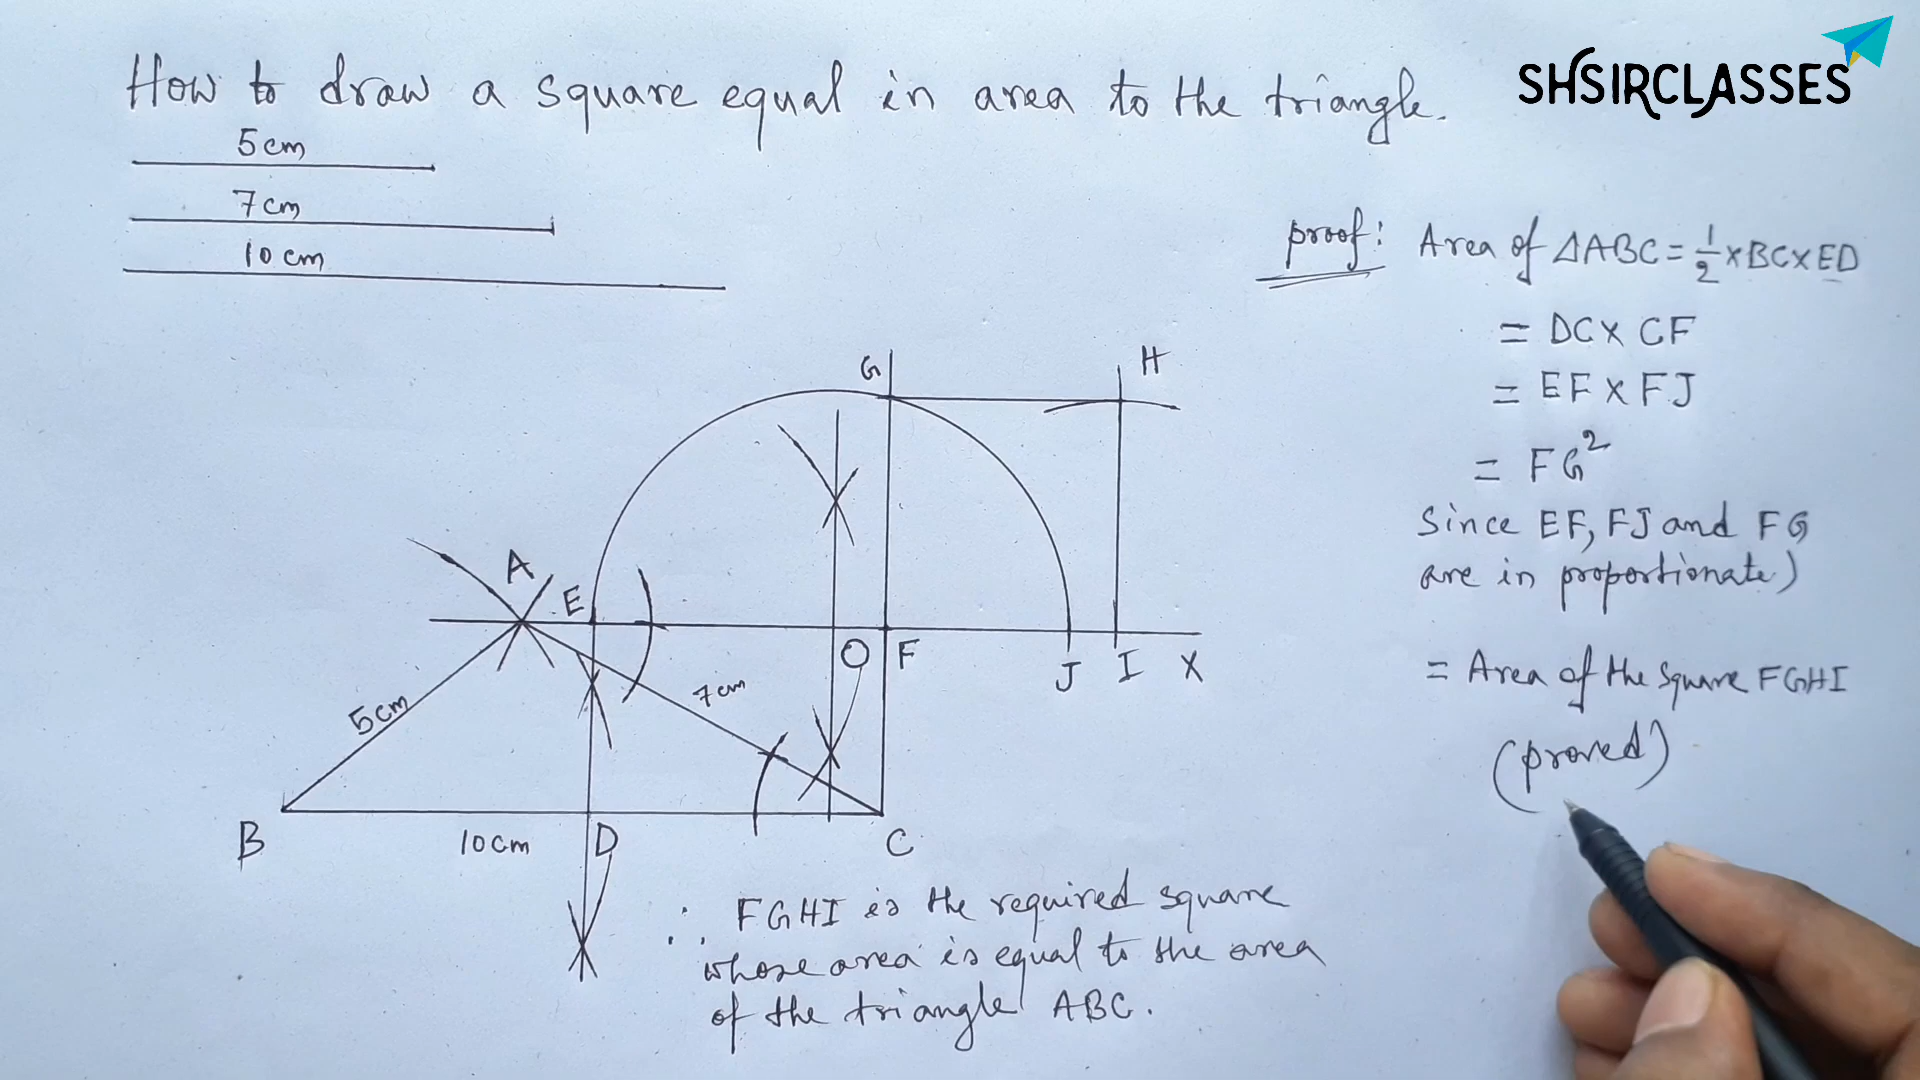 How to draw a square equal in area to the triangle.
SHSIRCLASSES
5cm
7cm
10cm
proof: Area of ΔABC = 1/2 × BC × ED
= DC × CF
= EF × FJ
= FG²
Since EF, FJ and FG
are in proportionate)
= Area of the square FGHI
(proved)
G
H
A
E
O
F
J
I
X
5cm
7cm
B
10cm
D
C
∴ FGHI is the required square
whose area is equal to the area
of the triangle ABC.